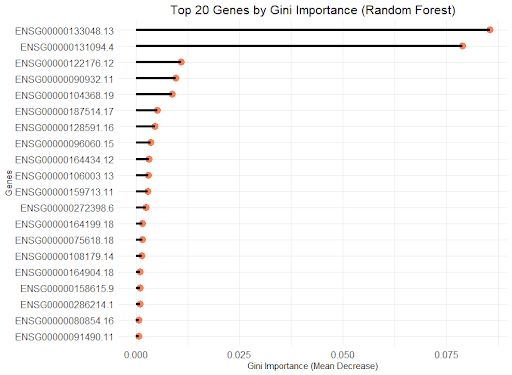 Top 20 Genes by Gini Importance (Random Forest)
Genes
ENSG00000133048.13
ENSG00000131094.4
ENSG00000122176.12
ENSG00000090932.11
ENSG00000104368.19
ENSG00000187514.17
ENSG00000128591.16
ENSG00000096060.15
ENSG00000164434.12
ENSG00000106003.13
ENSG00000159713.11
ENSG00000272398.6
ENSG00000164199.18
ENSG00000075618.18
ENSG00000108179.14
ENSG00000164904.18
ENSG00000158615.9
ENSG00000286214.1
ENSG00000080854.16
ENSG00000091490.11
0.000 0.025 0.050 0.075
Gini Importance (Mean Decrease)